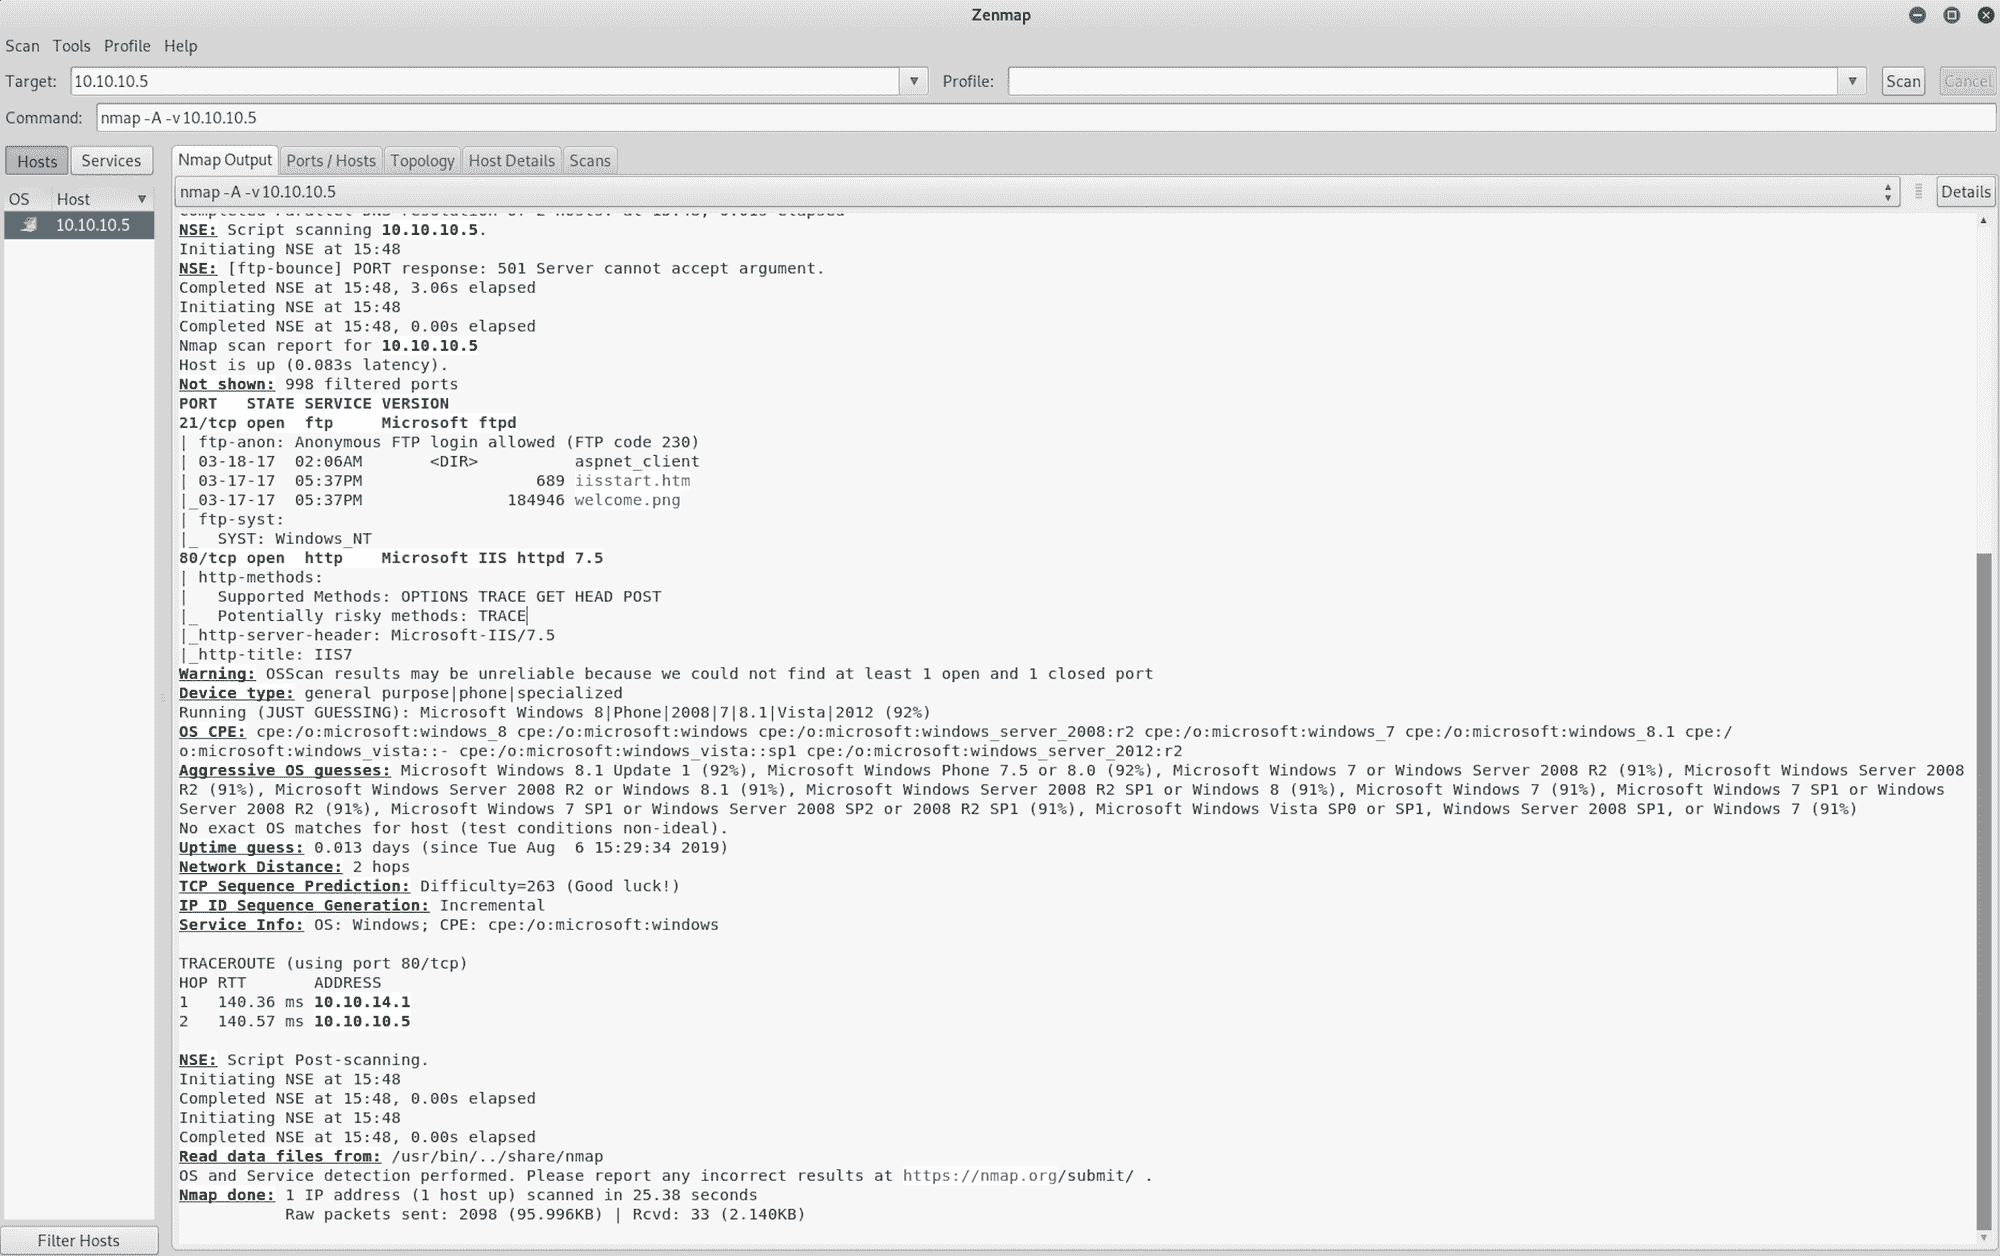 Zenmap
Scan Tools Profile Help
Target: 10.10.10.5 Profile: Scan Cancel
Command: nmap -A -v 10.10.10.5
Hosts Services
Nmap Output Ports / Hosts Topology Host Details Scans
OS Host
nmap -A -v 10.10.10.5 Details
10.10.10.5
Completed Parallel DNS resolution of 2 hosts. at 15:48, 0.01s elapsed
NSE: Script scanning 10.10.10.5.
Initiating NSE at 15:48
NSE: [ftp-bounce] PORT response: 501 Server cannot accept argument.
Completed NSE at 15:48, 3.06s elapsed
Initiating NSE at 15:48
Completed NSE at 15:48, 0.00s elapsed
Nmap scan report for 10.10.10.5
Host is up (0.083s latency).
Not shown: 998 filtered ports
PORT   STATE SERVICE VERSION
21/tcp open  ftp     Microsoft ftpd
| ftp-anon: Anonymous FTP login allowed (FTP code 230)
| 03-18-17  02:06AM       <DIR>          aspnet_client
| 03-17-17  05:37PM                  689 iisstart.htm
|_03-17-17  05:37PM               184946 welcome.png
| ftp-syst:
|_  SYST: Windows_NT
80/tcp open  http    Microsoft IIS httpd 7.5
| http-methods:
|   Supported Methods: OPTIONS TRACE GET HEAD POST
|_  Potentially risky methods: TRACE
|_http-server-header: Microsoft-IIS/7.5
|_http-title: IIS7
Warning: OSScan results may be unreliable because we could not find at least 1 open and 1 closed port
Device type: general purpose|phone|specialized
Running (JUST GUESSING): Microsoft Windows 8|Phone|2008|7|8.1|Vista|2012 (92%)
OS CPE: cpe:/o:microsoft:windows_8 cpe:/o:microsoft:windows cpe:/o:microsoft:windows_server_2008:r2 cpe:/o:microsoft:windows_7 cpe:/o:microsoft:windows_8.1 cpe:/
o:microsoft:windows_vista::- cpe:/o:microsoft:windows_vista::sp1 cpe:/o:microsoft:windows_server_2012:r2
Aggressive OS guesses: Microsoft Windows 8.1 Update 1 (92%), Microsoft Windows Phone 7.5 or 8.0 (92%), Microsoft Windows 7 or Windows Server 2008 R2 (91%), Microsoft Windows Server 2008
R2 (91%), Microsoft Windows Server 2008 R2 or Windows 8.1 (91%), Microsoft Windows Server 2008 R2 SP1 or Windows 8 (91%), Microsoft Windows 7 (91%), Microsoft Windows 7 SP1 or Windows
Server 2008 R2 (91%), Microsoft Windows 7 SP1 or Windows Server 2008 SP2 or 2008 R2 SP1 (91%), Microsoft Windows Vista SP0 or SP1, Windows Server 2008 SP1, or Windows 7 (91%)
No exact OS matches for host (test conditions non-ideal).
Uptime guess: 0.013 days (since Tue Aug  6 15:29:34 2019)
Network Distance: 2 hops
TCP Sequence Prediction: Difficulty=263 (Good luck!)
IP ID Sequence Generation: Incremental
Service Info: OS: Windows; CPE: cpe:/o:microsoft:windows
TRACEROUTE (using port 80/tcp)
HOP RTT       ADDRESS
1   140.36 ms 10.10.14.1
2   140.57 ms 10.10.10.5
NSE: Script Post-scanning.
Initiating NSE at 15:48
Completed NSE at 15:48, 0.00s elapsed
Initiating NSE at 15:48
Completed NSE at 15:48, 0.00s elapsed
Read data files from: /usr/bin/../share/nmap
OS and Service detection performed. Please report any incorrect results at https://nmap.org/submit/ .
Nmap done: 1 IP address (1 host up) scanned in 25.38 seconds
Raw packets sent: 2098 (95.996KB) | Rcvd: 33 (2.140KB)
Filter Hosts